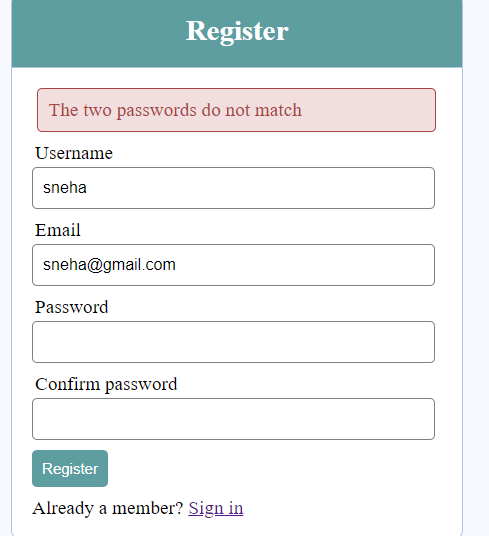 Register
The two passwords do not match
Username
sneha
Email
sneha@gmail.com
Password
Confirm password
Register
Already a member? Sign in